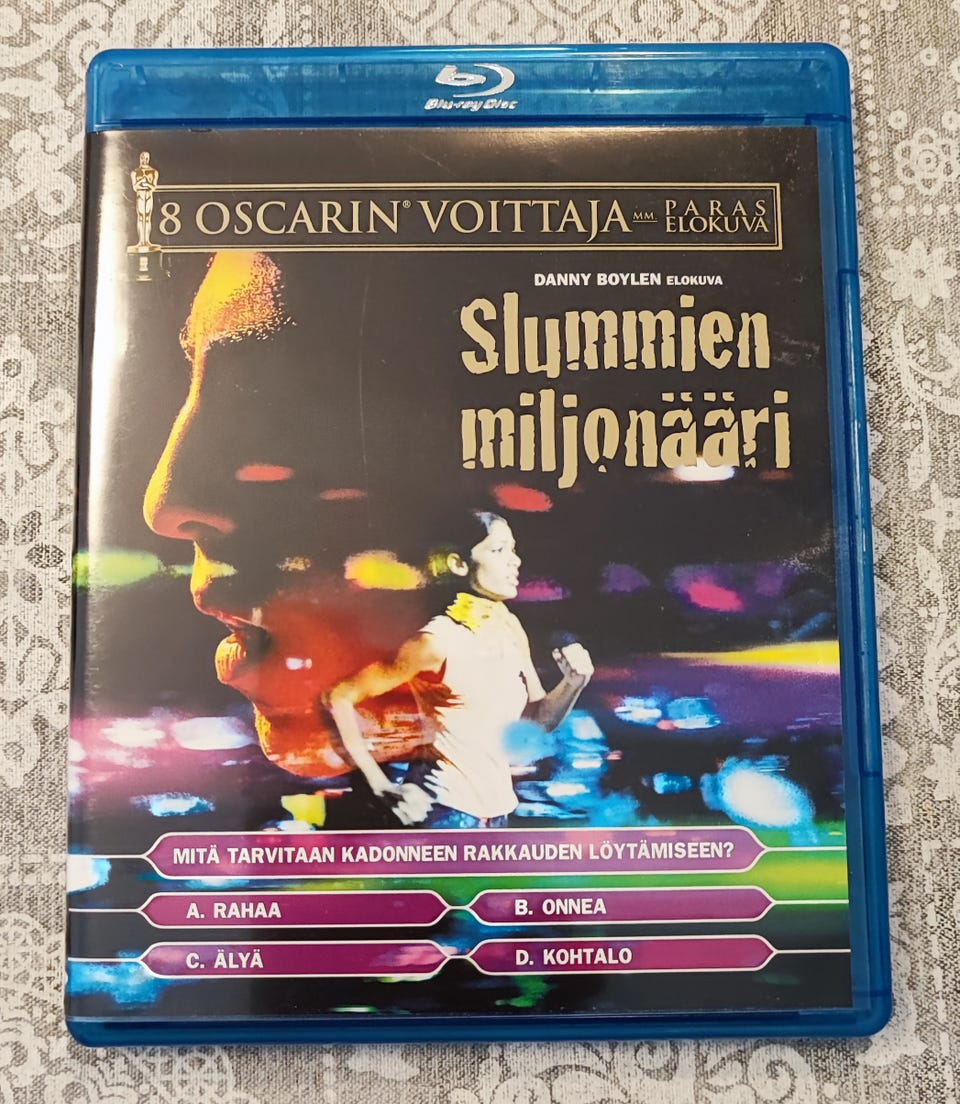 Blu-ray Disc
8 OSCARIN® VOITTAJA MM. PARAS ELOKUVA
DANNY BOYLEN ELOKUVA
Slummien
miljonääri
MITÄ TARVITAAN KADONNEEN RAKKAUDEN LÖYTÄMISEEN?
A. RAHAA
B. ONNEA
C. ÄLYÄ
D. KOHTALO